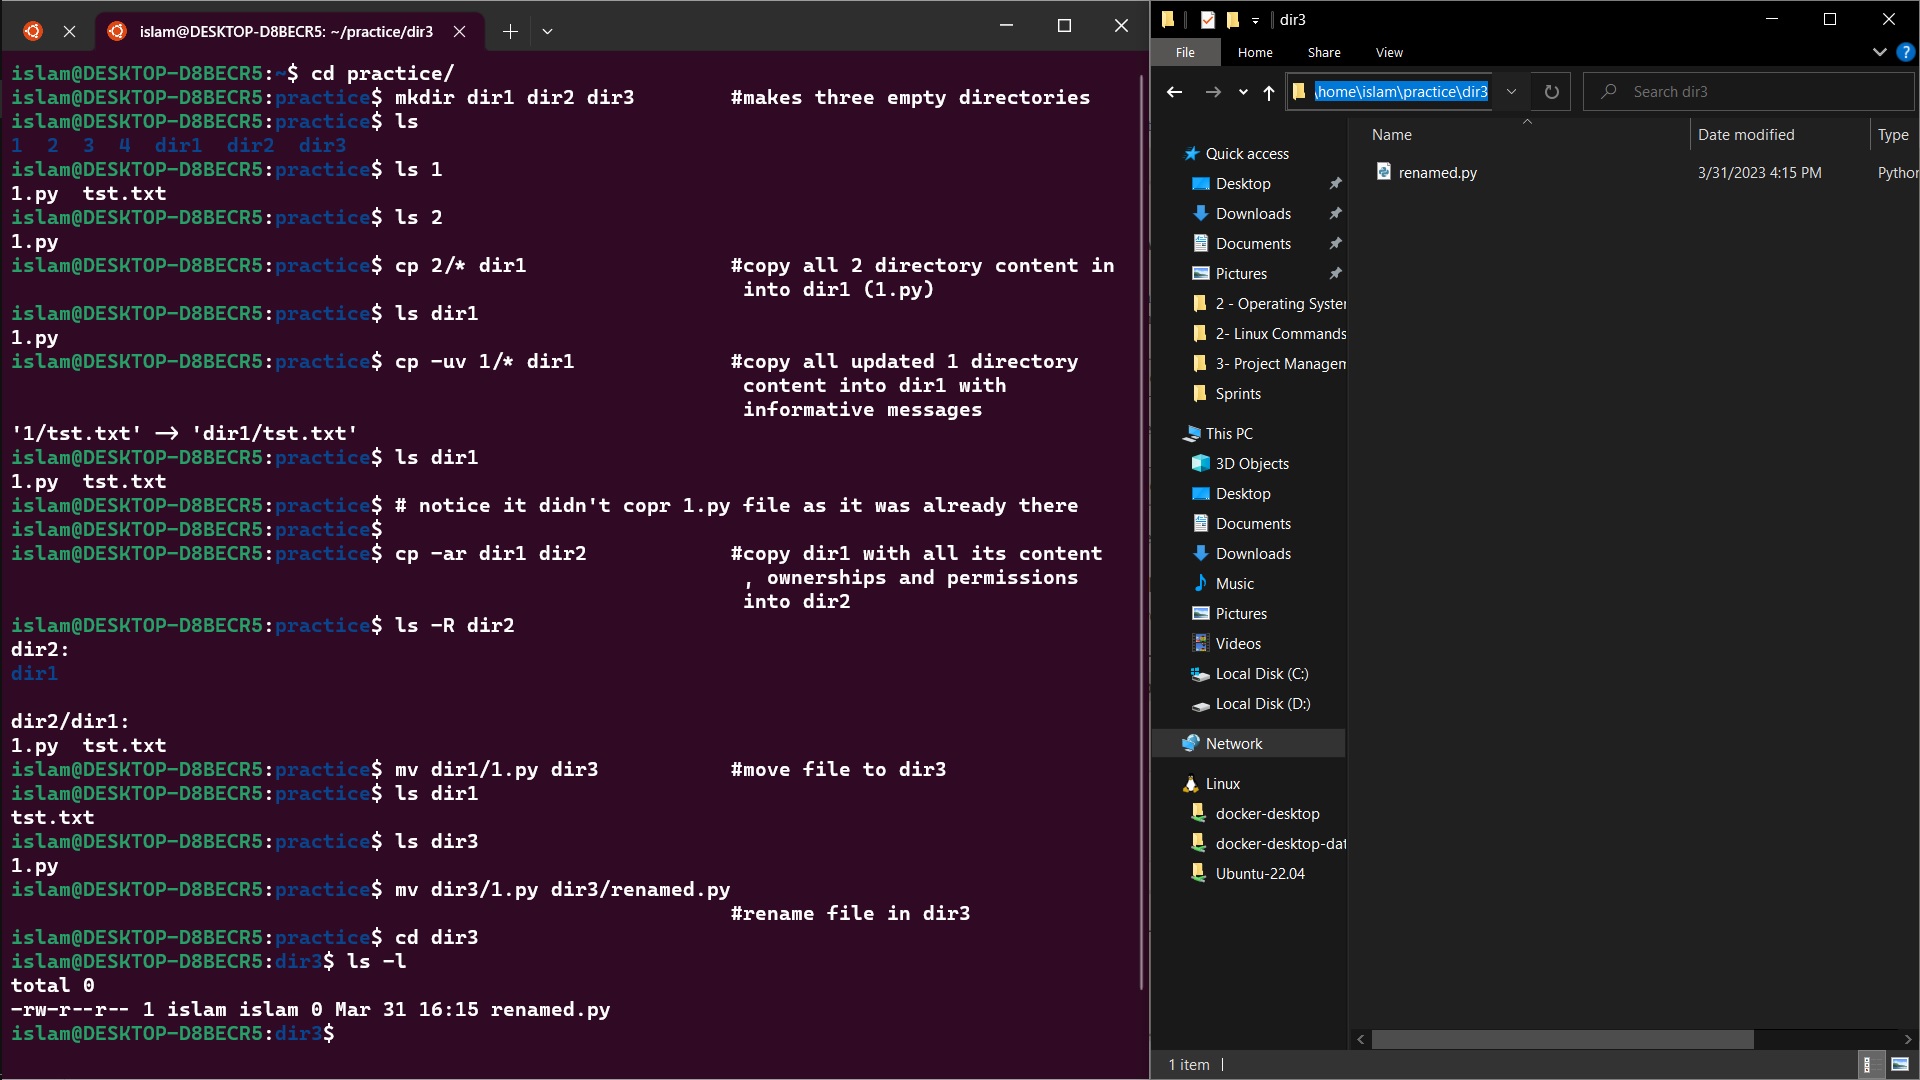 islam@DESKTOP-D8BECR5: ~/practice/dir3
islam@DESKTOP-D8BECR5:~$ cd practice/
islam@DESKTOP-D8BECR5:practice$ mkdir dir1 dir2 dir3 #makes three empty directories
islam@DESKTOP-D8BECR5:practice$ ls
1 2 3 4 dir1 dir2 dir3
islam@DESKTOP-D8BECR5:practice$ ls 1
1.py tst.txt
islam@DESKTOP-D8BECR5:practice$ ls 2
1.py
islam@DESKTOP-D8BECR5:practice$ cp 2/* dir1 #copy all 2 directory content in
into dir1 (1.py)
islam@DESKTOP-D8BECR5:practice$ ls dir1
1.py
islam@DESKTOP-D8BECR5:practice$ cp -uv 1/* dir1 #copy all updated 1 directory
content into dir1 with
informative messages
'1/tst.txt' -> 'dir1/tst.txt'
islam@DESKTOP-D8BECR5:practice$ ls dir1
1.py tst.txt
islam@DESKTOP-D8BECR5:practice$ # notice it didn't copr 1.py file as it was already there
islam@DESKTOP-D8BECR5:practice$
islam@DESKTOP-D8BECR5:practice$ cp -ar dir1 dir2 #copy dir1 with all its content
, ownerships and permissions
into dir2
islam@DESKTOP-D8BECR5:practice$ ls -R dir2
dir2:
dir1
dir2/dir1:
1.py tst.txt
islam@DESKTOP-D8BECR5:practice$ mv dir1/1.py dir3 #move file to dir3
islam@DESKTOP-D8BECR5:practice$ ls dir1
tst.txt
islam@DESKTOP-D8BECR5:practice$ ls dir3
1.py
islam@DESKTOP-D8BECR5:practice$ mv dir3/1.py dir3/renamed.py
#rename file in dir3
islam@DESKTOP-D8BECR5:practice$ cd dir3
islam@DESKTOP-D8BECR5:dir3$ ls -l
total 0
-rw-r--r-- 1 islam islam 0 Mar 31 16:15 renamed.py
islam@DESKTOP-D8BECR5:dir3$
dir3
File Home Share View
\home\islam\practice\dir3
Search dir3
Name Date modified Type
renamed.py 3/31/2023 4:15 PM Python
Quick access
Desktop
Downloads
Documents
Pictures
2 - Operating Syster
2- Linux Commands
3- Project Managem
Sprints
This PC
3D Objects
Desktop
Documents
Downloads
Music
Pictures
Videos
Local Disk (C:)
Local Disk (D:)
Network
Linux
docker-desktop
docker-desktop-dat
Ubuntu-22.04
1 item